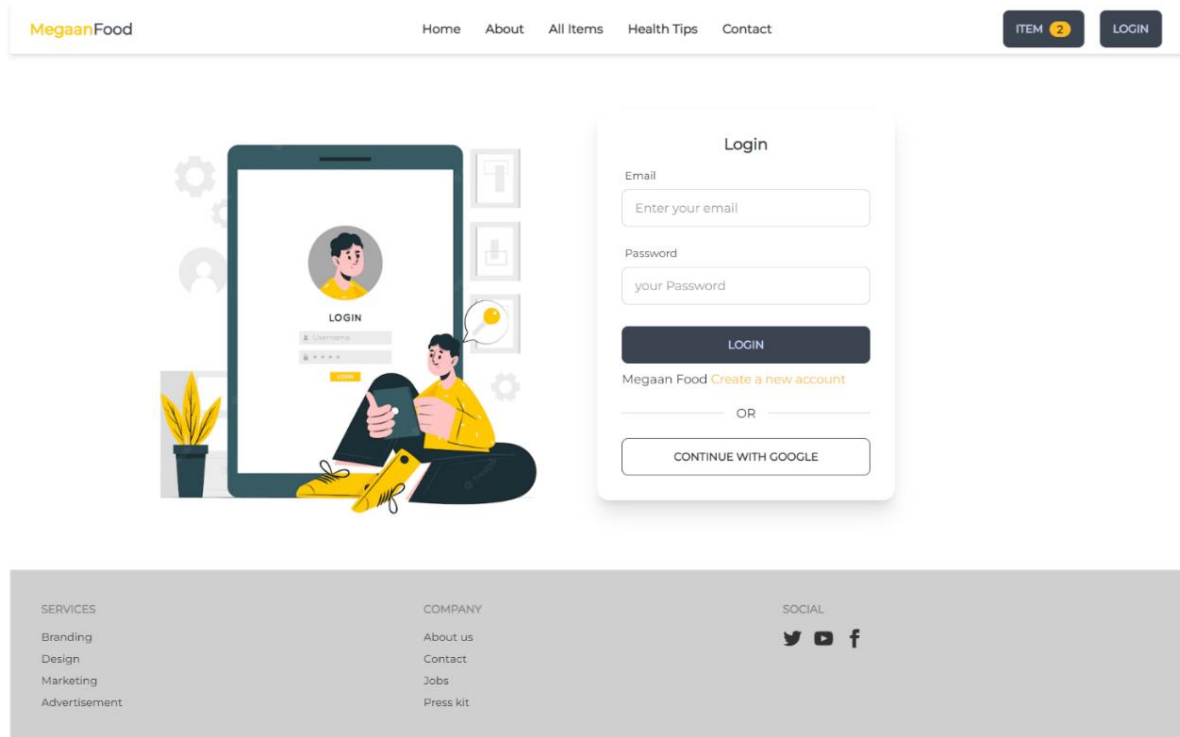 MegaanFood
Home About All Items Health Tips Contact
ITEM 2
LOGIN
LOGIN
Username
LOGIN
Login
Email
Enter your email
Password
your Password
LOGIN
Megaan Food Create a new account
OR
CONTINUE WITH GOOGLE
SERVICES
Branding
Design
Marketing
Advertisement
COMPANY
About us
Contact
Jobs
Press kit
SOCIAL